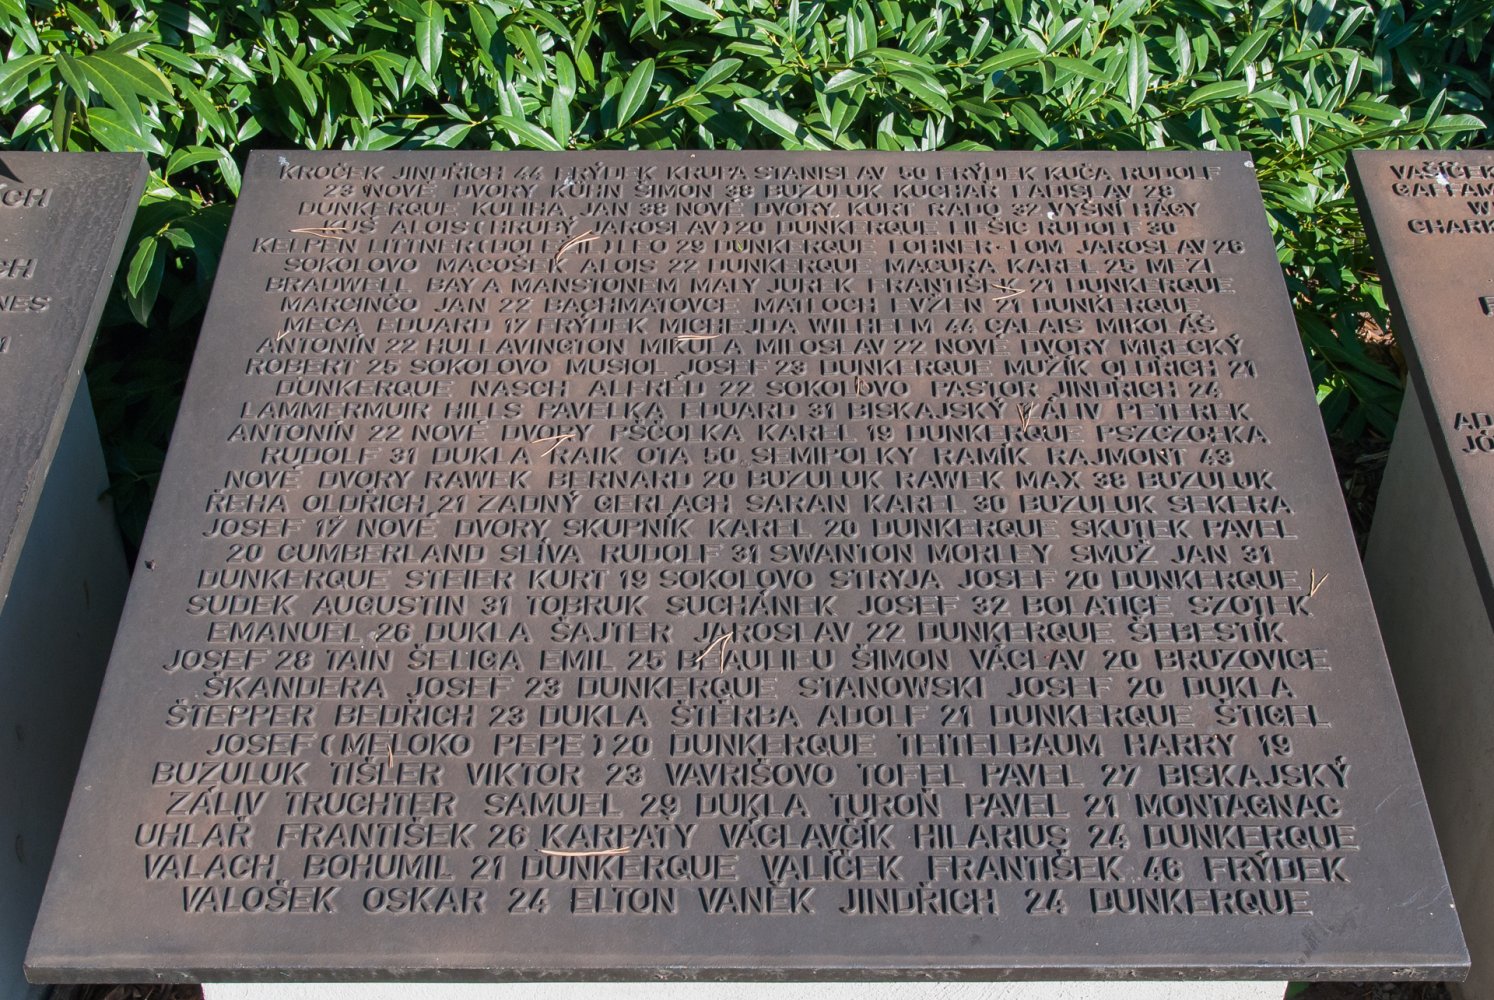 KROČEK JINDŘICH 44 FRÝDEK KRUPA STANISLAV 50 FRÝDEK KUČA RUDOLF
23 NOVÉ DVORY KÜHN ŠIMON 38 BUZULUK KUCHAŘ LADISLAV 28
DUNKERQUE KULIHA JAN 38 NOVÉ DVORY KURT RADO 32 VYŠNÍ HÁGY
ALOIS (HRUBÝ JAROSLAV) 20 DUNKERQUE LIFŠIC RUDOLF 30
KELPEN LITTNER (DOLE ) LEO 29 DUNKERQUE LOHNER-LOM JAROSLAV 26
SOKOLOVO MACOŠEK ALOIS 22 DUNKERQUE MACURA KAREL 25 MEZI
BRADWELL BAY A MANSTONEM MALÝ JUREK FRANTIŠEK 21 DUNKERQUE
MARCINČO JAN 22 BACHMATOVCE MATLOCH EVŽEN 21 DUNKERQUE
MECA EDUARD 17 FRÝDEK MICHEJDA WILHELM 44 CALAIS MIKOLÁŠ
ANTONÍN 22 HULLAVINGTON MIKULA MILOSLAV 22 NOVÉ DVORY MIRECKÝ
ROBERT 25 SOKOLOVO MUSIOL JOSEF 23 DUNKERQUE MUŽÍK OLDŘICH 21
DUNKERQUE NASCH ALFRÉD 22 SOKOLOVO PASTOR JINDŘICH 24
LAMMERMUIR HILLS PAVELKA EDUARD 31 BISKAJSKÝ ZÁLIV PETEREK
ANTONÍN 22 NOVÉ DVORY PŠČOLKA KAREL 19 DUNKERQUE PSZCZOŁKA
RUDOLF 31 DUKLA RAIK OTA 50 SEMIPOLKY RAMÍK RAJMONT 43
NOVÉ DVORY RAWEK BERNARD 20 BUZULUK RAWEK MAX 38 BUZULUK
ŘEHA OLDŘICH 21 ZADNÝ GERLACH SARAN KAREL 30 BUZULUK SEKERA
JOSEF 17 NOVÉ DVORY SKUPNÍK KAREL 20 DUNKERQUE SKUTEK PAVEL
20 CUMBERLAND SLÍVA RUDOLF 31 SWANTON MORLEY SMUŽ JAN 31
DUNKERQUE STEIER KURT 19 SOKOLOVO STRYJA JOSEF 20 DUNKERQUE
SUDEK AUGUSTIN 31 TOBRUK SUCHÁNEK JOSEF 32 BOLATICE SZOTEK
EMANUEL 26 DUKLA ŠAJTER JAROSLAV 22 DUNKERQUE ŠEBESTÍK
JOSEF 28 TAIN ŠELIGA EMIL 25 BEAULIEU ŠIMON VÁCLAV 20 BRUZOVICE
ŠKANDERA JOSEF 23 DUNKERQUE STANOWSKI JOSEF 20 DUKLA
ŠTEPPER BEDŘICH 23 DUKLA ŠTĚRBA ADOLF 21 DUNKERQUE ŠTIGEL
JOSEF (MELOKO PEPE) 20 DUNKERQUE TEITELBAUM HARRY 19
BUZULUK TIŠLER VIKTOR 23 VAVRIŠOVO TOFEL PAVEL 27 BISKAJSKÝ
ZÁLIV TRUCHTER SAMUEL 29 DUKLA TUROŇ PAVEL 21 MONTAGNAC
UHLAŘ FRANTIŠEK 26 KARPATY VÁCLAVČÍK HILARIUS 24 DUNKERQUE
VALACH BOHUMIL 21 DUNKERQUE VALÍČEK FRANTIŠEK 46 FRÝDEK
VALOŠEK OSKAR 24 ELTON VANĚK JINDŘICH 24 DUNKERQUE